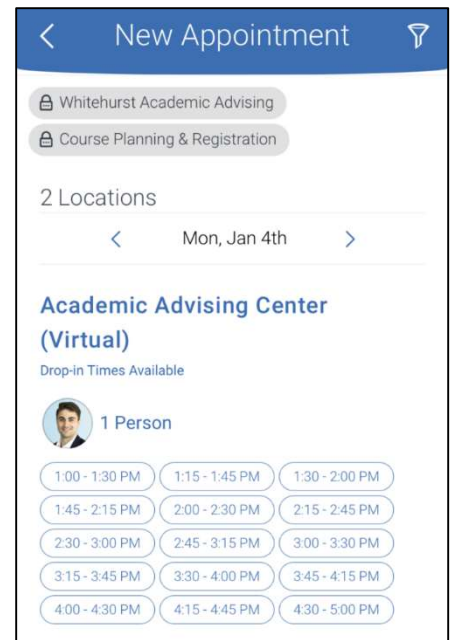 New Appointment
Whitehurst Academic Advising
Course Planning & Registration
2 Locations
Mon, Jan 4th
Academic Advising Center
(Virtual)
Drop-in Times Available
1 Person
1:00 - 1:30 PM 1:15 - 1:45 PM 1:30 - 2:00 PM
1:45 - 2:15 PM 2:00 - 2:30 PM 2:15 - 2:45 PM
2:30 - 3:00 PM 2:45 - 3:15 PM 3:00 - 3:30 PM
3:15 - 3:45 PM 3:30 - 4:00 PM 3:45 - 4:15 PM
4:00 - 4:30 PM 4:15 - 4:45 PM 4:30 - 5:00 PM